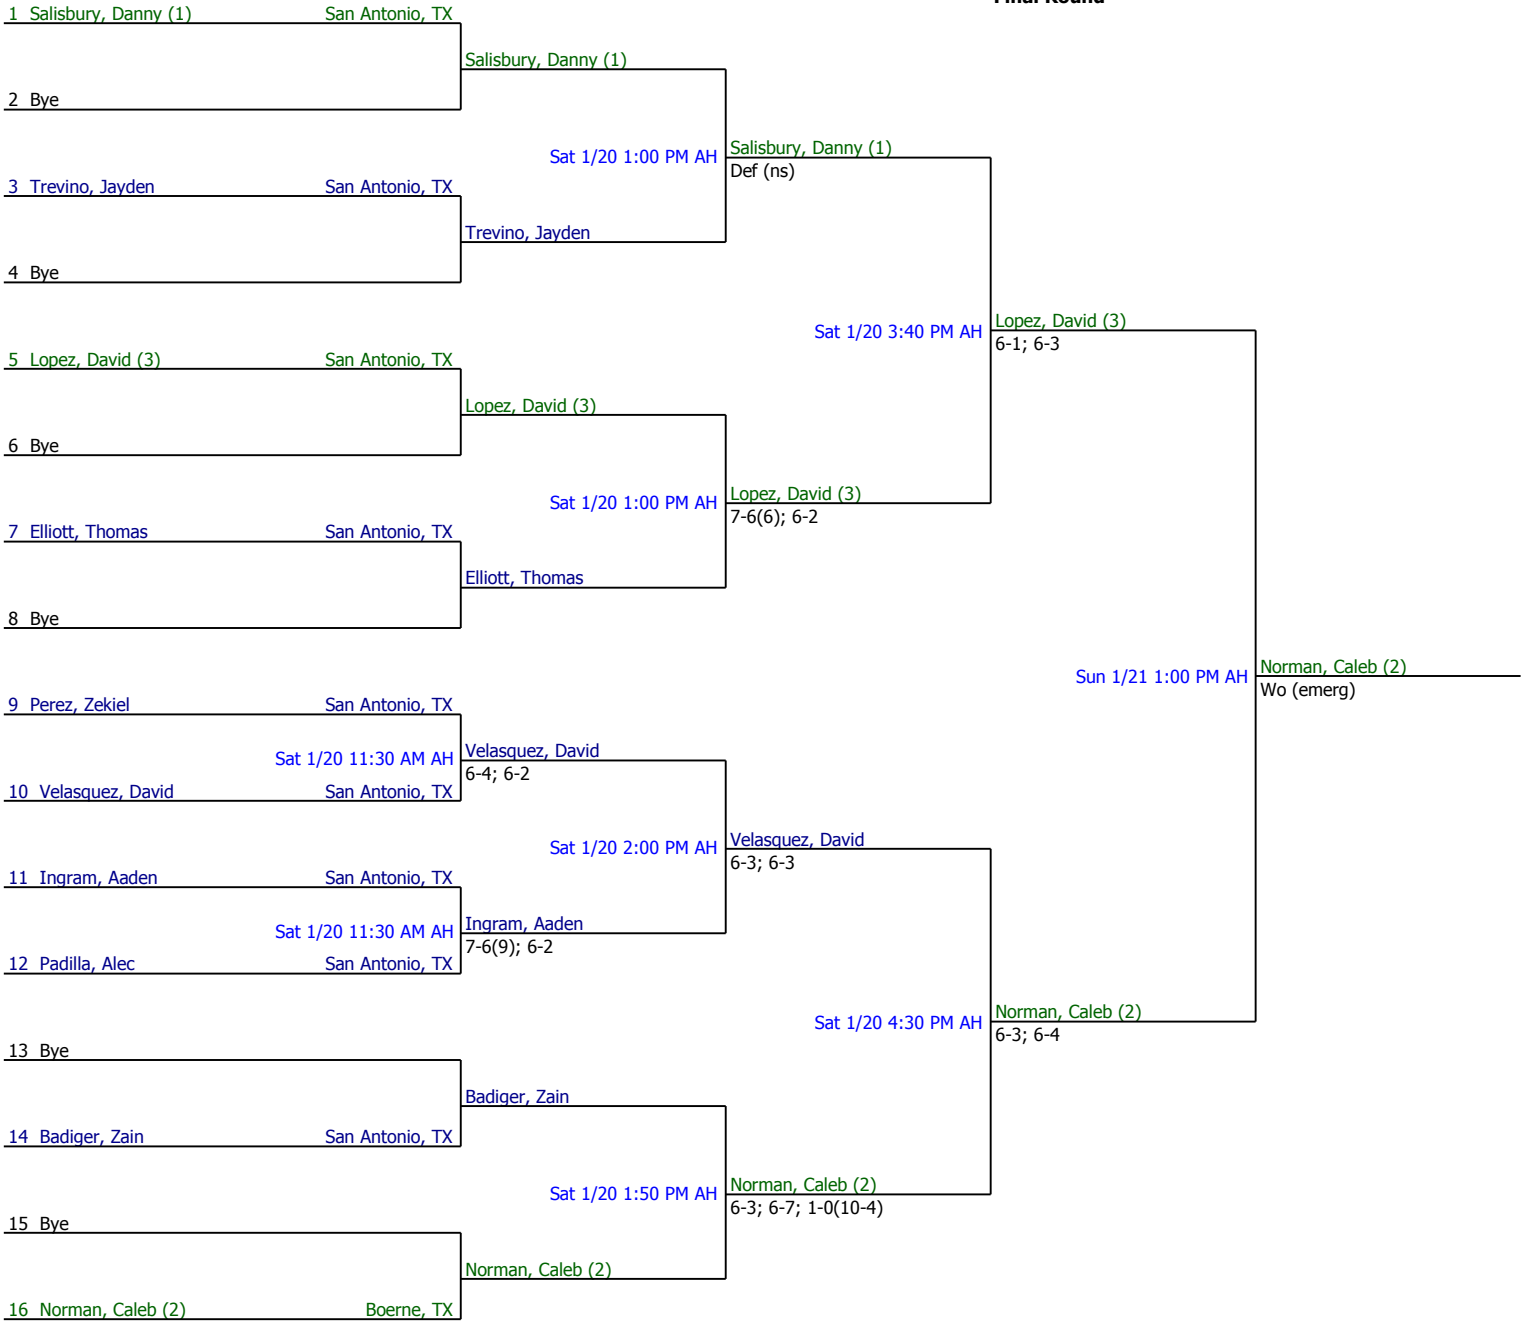 Final Round
1 Salisbury, Danny (1) San Antonio, TX
Salisbury, Danny (1)
2 Bye
Sat 1/20 1:00 PM AH Salisbury, Danny (1)
Def (ns)
3 Trevino, Jayden San Antonio, TX
Trevino, Jayden
4 Bye
Sat 1/20 3:40 PM AH Lopez, David (3)
6-1; 6-3
5 Lopez, David (3) San Antonio, TX
Lopez, David (3)
6 Bye
Sat 1/20 1:00 PM AH Lopez, David (3)
7-6(6); 6-2
7 Elliott, Thomas San Antonio, TX
Elliott, Thomas
8 Bye
Sun 1/21 1:00 PM AH Norman, Caleb (2)
Wo (emerg)
9 Perez, Zekiel San Antonio, TX
Sat 1/20 11:30 AM AH Velasquez, David
6-4; 6-2
10 Velasquez, David San Antonio, TX
Sat 1/20 2:00 PM AH Velasquez, David
6-3; 6-3
11 Ingram, Aaden San Antonio, TX
Sat 1/20 11:30 AM AH Ingram, Aaden
7-6(9); 6-2
12 Padilla, Alec San Antonio, TX
Sat 1/20 4:30 PM AH Norman, Caleb (2)
6-3; 6-4
13 Bye
Badiger, Zain
14 Badiger, Zain San Antonio, TX
Sat 1/20 1:50 PM AH Norman, Caleb (2)
6-3; 6-7; 1-0(10-4)
15 Bye
Norman, Caleb (2)
16 Norman, Caleb (2) Boerne, TX